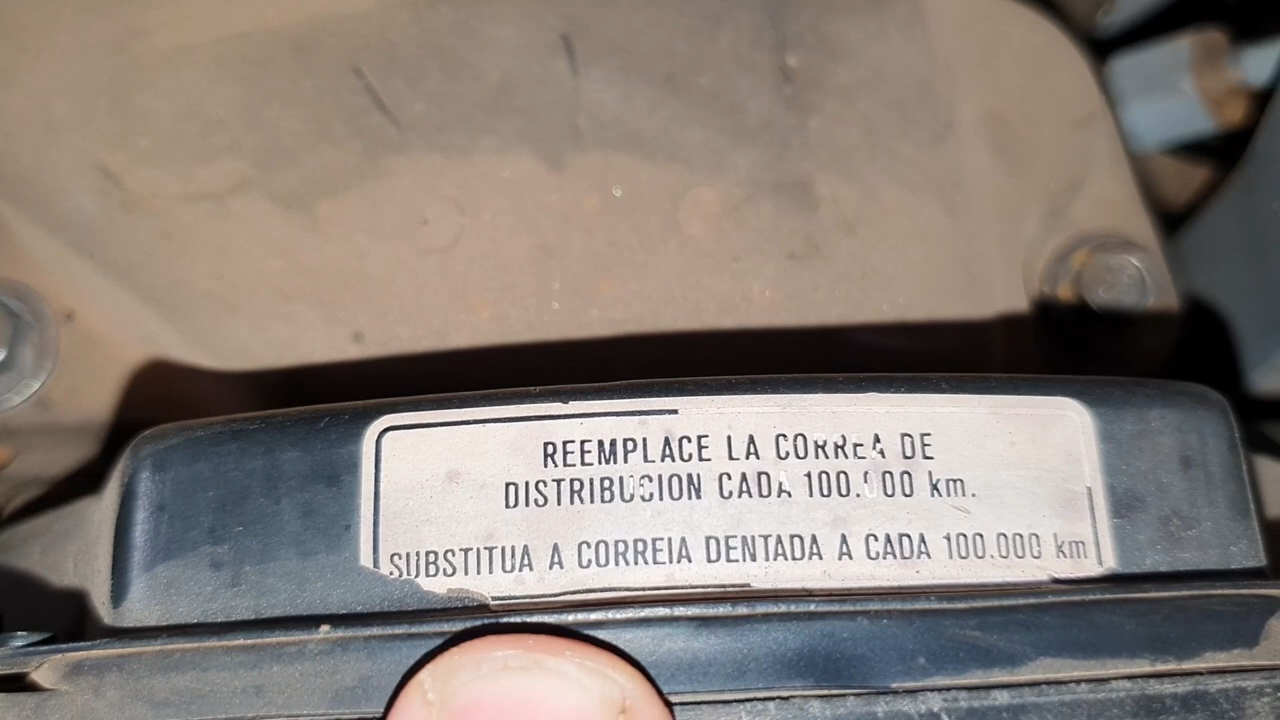 REEMPLACE LA CORREA DE
DISTRIBUCION CADA 100.000 km.
SUBSTITUA A CORREIA DENTADA A CADA 100.000 km